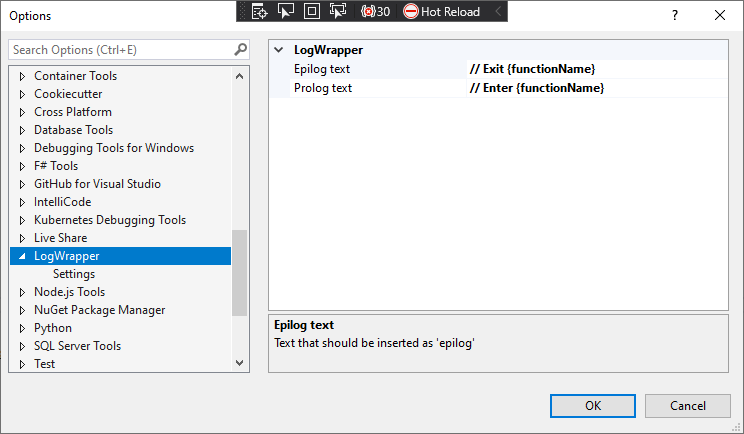 Options
30
Hot Reload
?
Search Options (Ctrl+E)
Container Tools
Cookiecutter
Cross Platform
Database Tools
Debugging Tools for Windows
F# Tools
GitHub for Visual Studio
IntelliCode
Kubernetes Debugging Tools
Live Share
LogWrapper
Settings
Node.js Tools
NuGet Package Manager
Python
SQL Server Tools
Test
LogWrapper
Epilog text // Exit {functionName}
Prolog text // Enter {functionName}
Epilog text
Text that should be inserted as 'epilog'
OK
Cancel